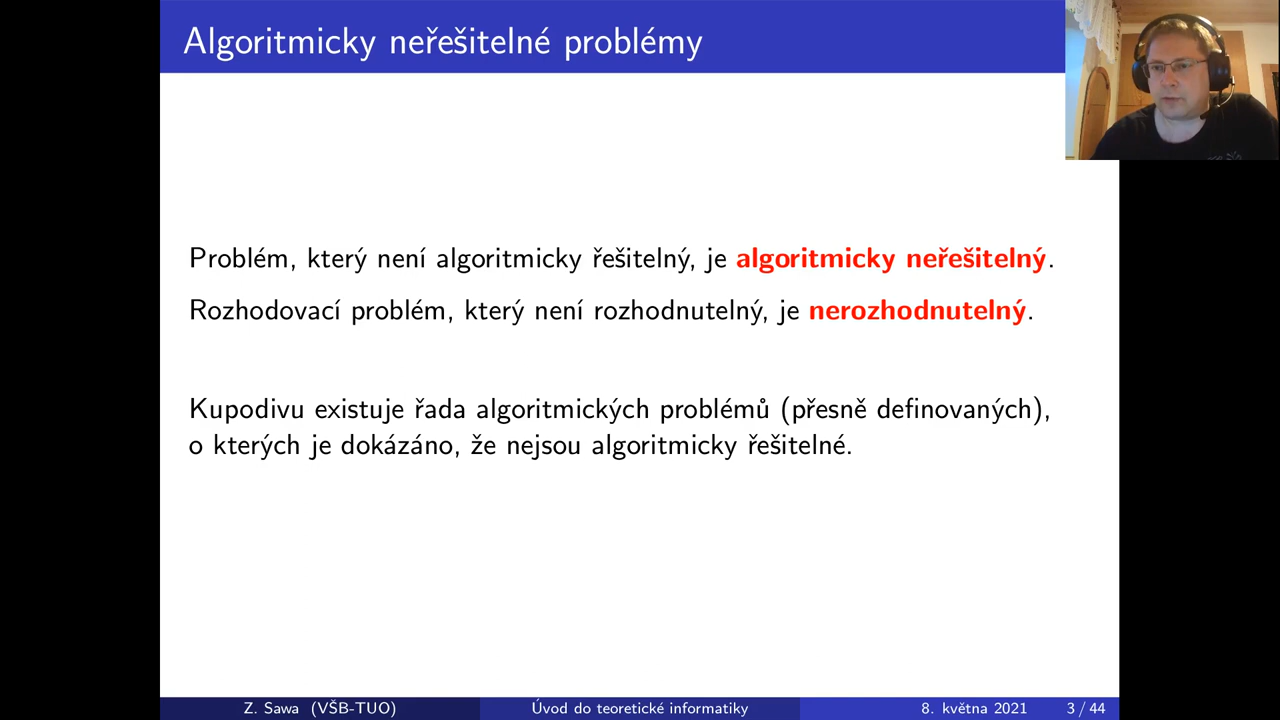 Algoritmicky neřešitelné problémy
Problém, který není algoritmicky řešitelný, je algoritmicky neřešitelný.
Rozhodovací problém, který není rozhodnutelný, je nerozhodnutelný.
Kupodivu existuje řada algoritmických problémů (přesně definovaných),
o kterých je dokázáno, že nejsou algoritmicky řešitelné.
Z. Sawa (VŠB-TUO) Úvod do teoretické informatiky 8. května 2021 3 / 44